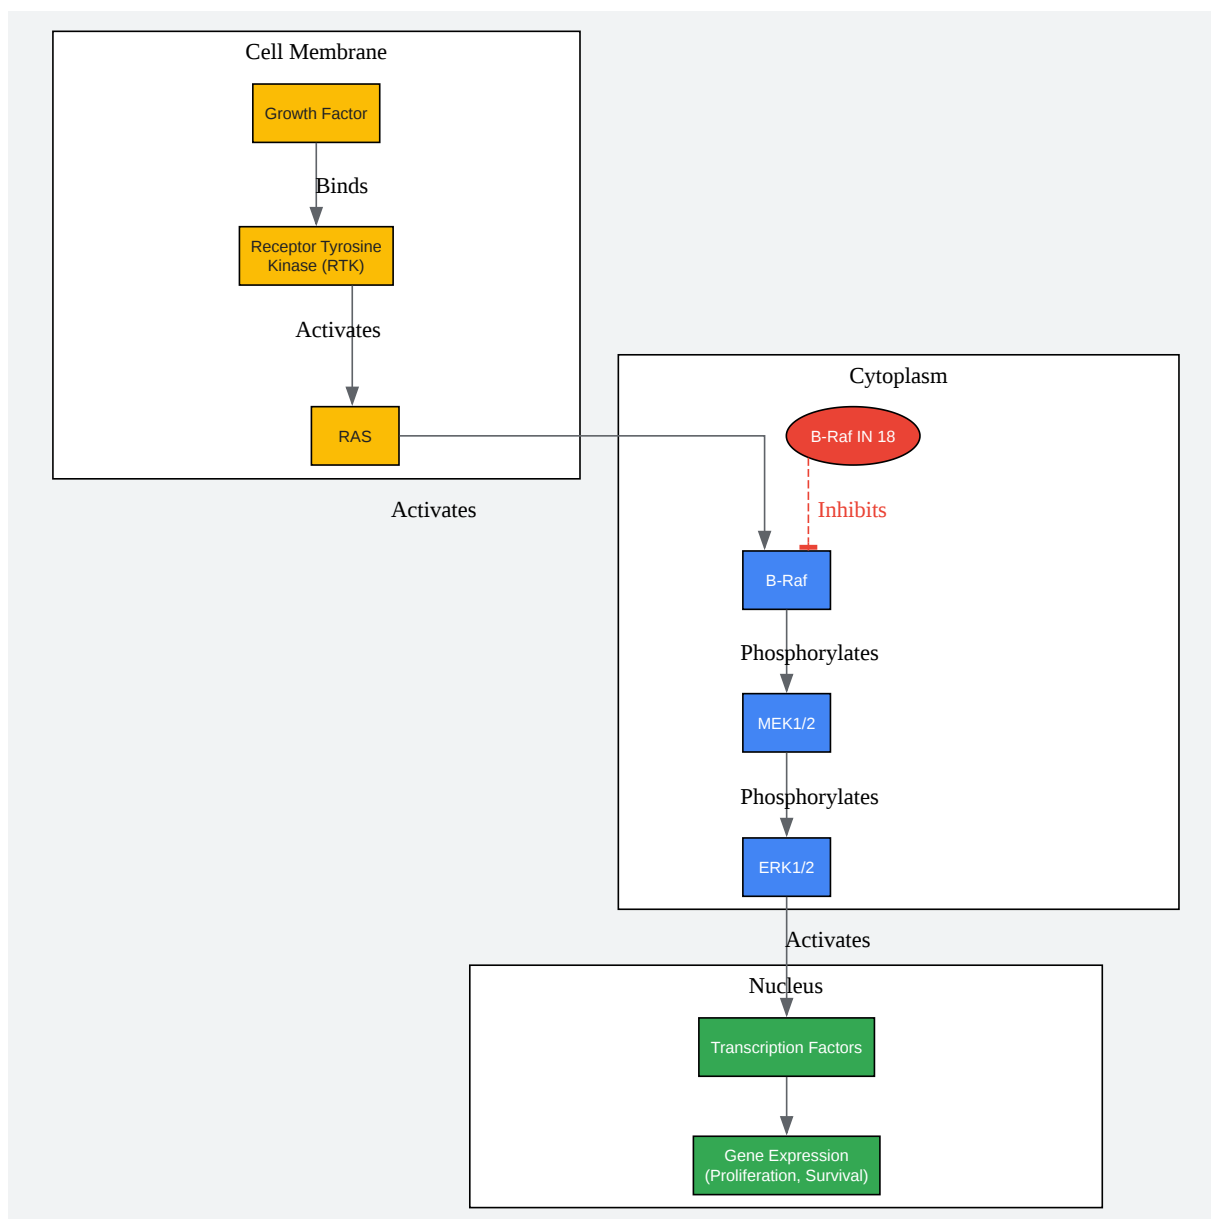 Cell Membrane
Growth Factor
Binds
Receptor Tyrosine
Kinase (RTK)
Activates
RAS
Activates
Cytoplasm
B-Raf IN 18
Inhibits
B-Raf
Phosphorylates
MEK1/2
Phosphorylates
ERK1/2
Activates
Nucleus
Transcription Factors
Gene Expression
(Proliferation, Survival)